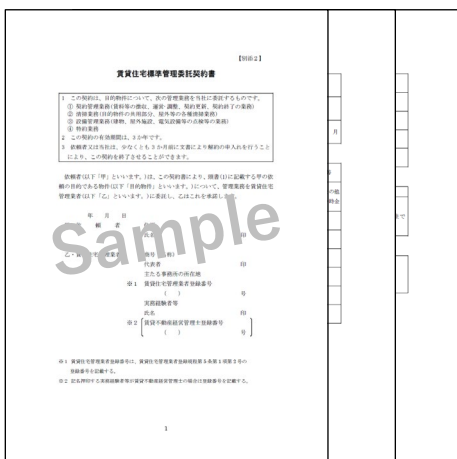 【別添2】
賃貸住宅標準管理委託契約書
1 この契約は、目的物件について、次の管理業務を当社に委託するものです。
① 契約管理業務(賃料等の徴収、運営・調整、契約更新、契約終了の業務)
② 清掃業務(目的物件の共用部分、屋外等の各種清掃業務)
③ 設備管理業務(建物、屋外施設、電気設備等の点検等の業務)
④ 特約業務
2 この契約の有効期間は、3か年です。
3 依頼者又は当社は、少なくとも3か月前に文書により解約の申入れを行うこと
により、この契約を終了させることができます。
依頼者(以下「甲」といいます。)は、この契約書により、頭書(1)に記載する甲の依
頼の目的である物件(以下「目的物件」といいます。)について、管理業務を賃貸住宅
管理業者(以下「乙」といいます。)に委託し、乙はこれを承諾し
年 月 日
頼 者
氏名 印
乙・
代表者 印
主たる事務所の所在地
※1 賃貸住宅管理業者登録番号
( ) 号
実務経験者等
氏名 印
※2 賃貸不動産経営管理士登録番号
( ) 号
※1 賃貸住宅管理業者登録番号は、賃貸住宅管理業者登録規程第5条第1項第2号の
登録番号を記載する。
※2 記名押印する実務経験者等が賃貸不動産経営管理士の場合は登録番号を記載する。
1
Sample
月
の他
時金
まで